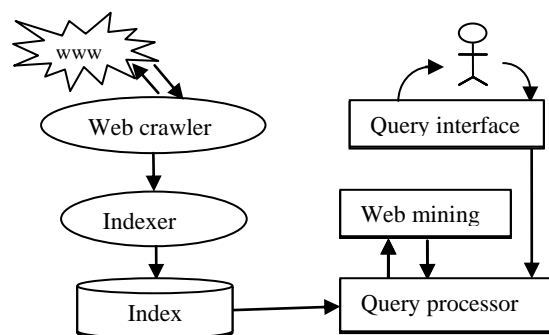 www
Web crawler
Query interface
Indexer
Web mining
Index
Query processor